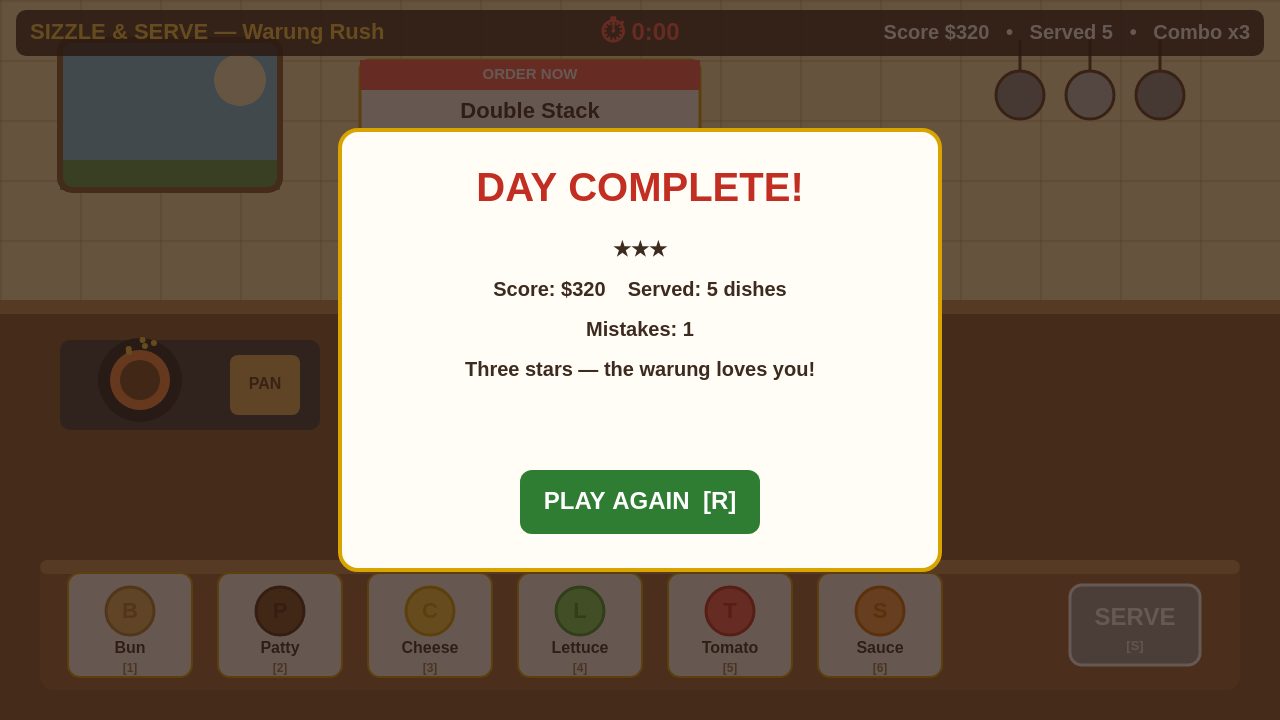 SIZZLE & SERVE — Warung Rush
⏱ 0:00
Score $320 • Served 5 • Combo x3
ORDER NOW
Double Stack
DAY COMPLETE!
★★★
Score: $320 Served: 5 dishes
Mistakes: 1
Three stars — the warung loves you!
PAN
PLAY AGAIN [R]
B P C L T S
Bun Patty Cheese Lettuce Tomato Sauce
[1] [2] [3] [4] [5] [6]
SERVE
[S]